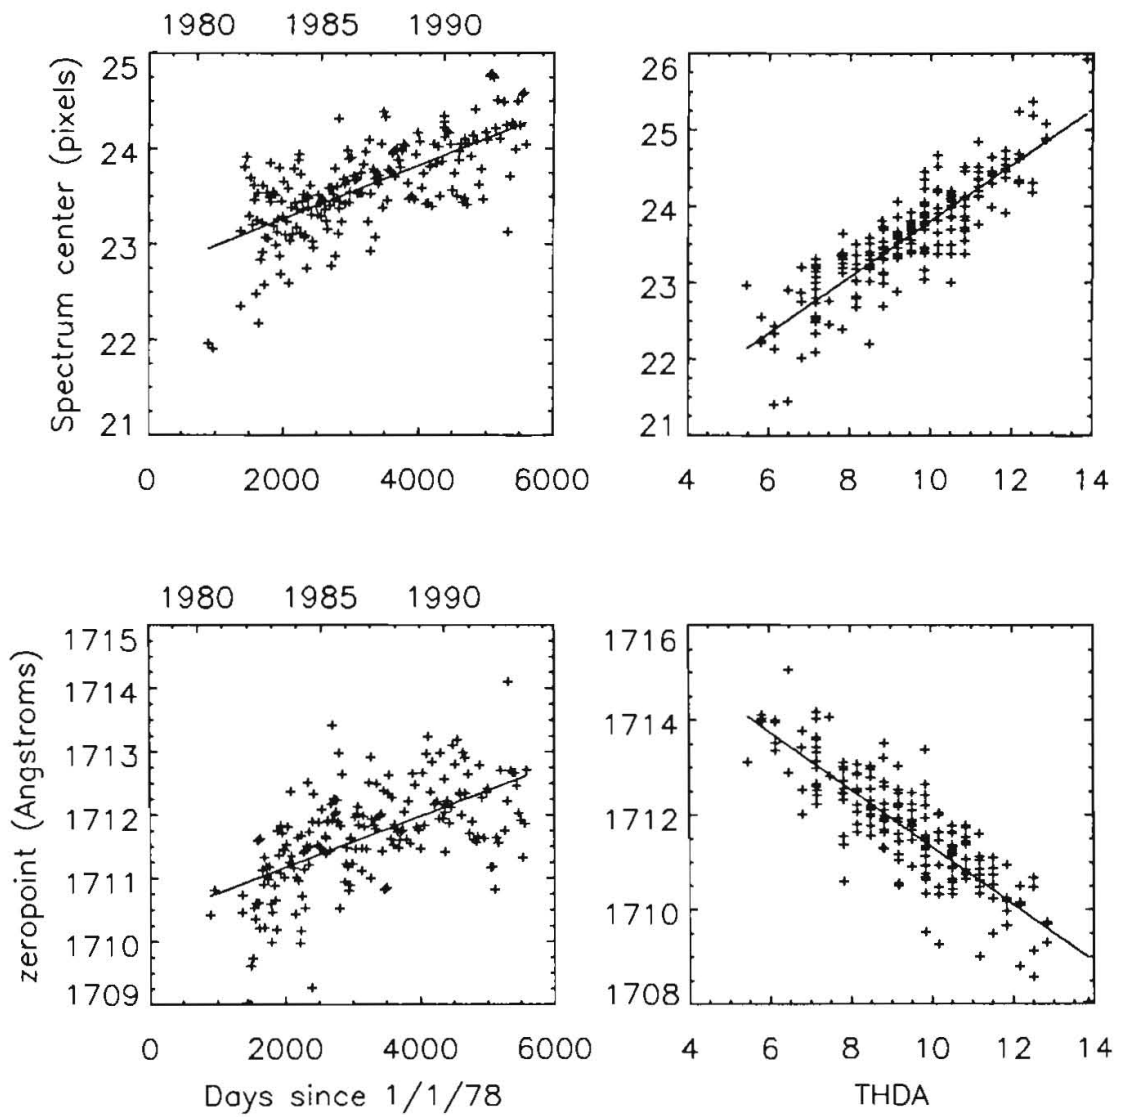 1980 1985 1990
25
24
23
22
21
Spectrum center (pixels)
0 2000 4000 6000
26
25
24
23
22
21
4 6 8 10 12 14
1980 1985 1990
1715
1714
1713
1712
1711
1710
1709
zeropoint (Angstroms)
0 2000 4000 6000
Days since 1/1/78
1716
1714
1712
1710
1708
4 6 8 10 12 14
THDA